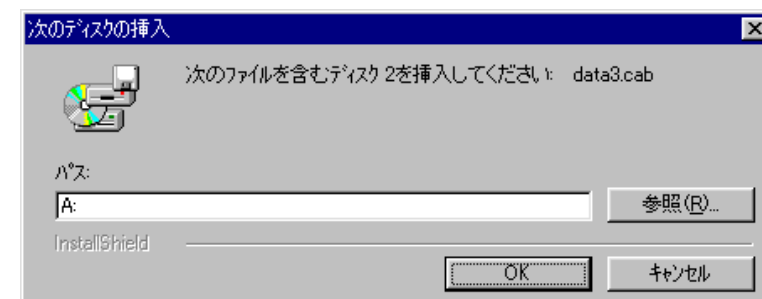 次のディスクの挿入
次のファイルを含むディスク 2を挿入してください: data3.cab
パス:
A:
参照(R)...
InstallShield
OK
キャンセル